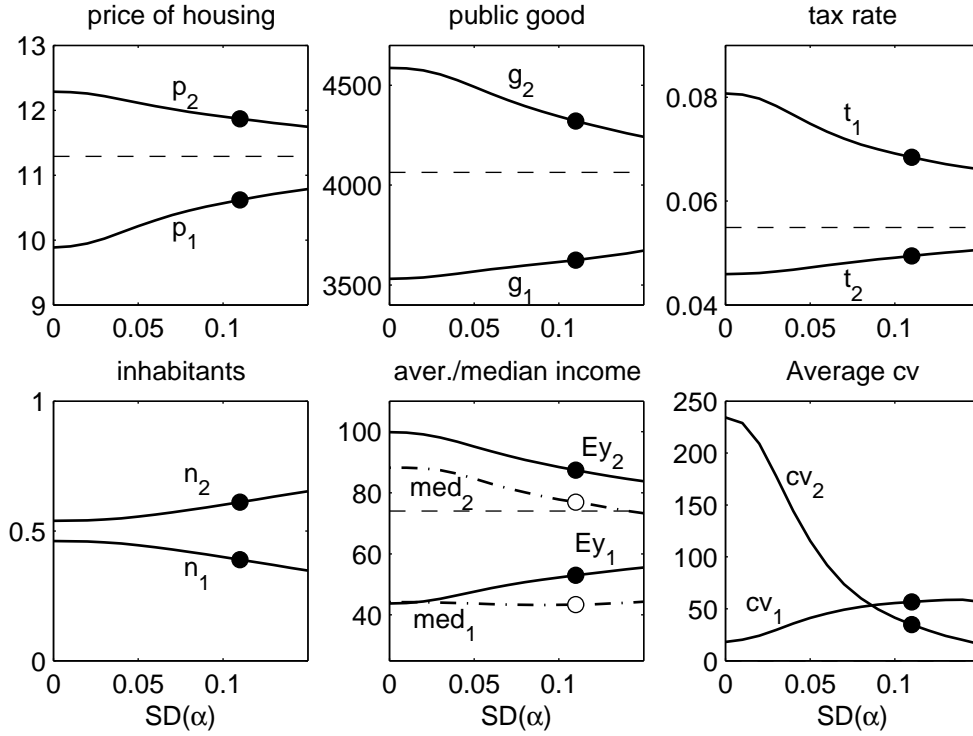 price of housing
13
12
11
10
9
p2
p1
0 0.05 0.1
public good
4500
4000
3500
g2
g1
0 0.05 0.1
tax rate
0.08
0.06
0.04
t1
t2
0 0.05 0.1
inhabitants
1
0.5
0
n2
n1
0 0.05 0.1
SD(α)
aver./median income
100
80
60
40
Ey2
med2
Ey1
med1
0 0.05 0.1
SD(α)
Average cv
250
200
150
100
50
0
cv2
cv1
0 0.05 0.1
SD(α)